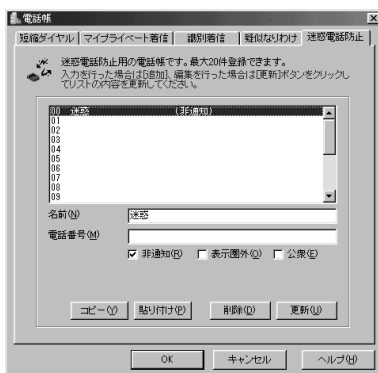 電話帳
短縮ダイヤル マイプライベート着信 識別着信 疑似なりわけ 迷惑電話防止
迷惑電話防止用の電話帳です。最大20件登録できます。
入力を行った場合は[追加]、編集を行った場合は[更新]ボタンをクリックし
てリストの内容を更新してください。
00 迷惑 (非通知)
01
02
03
04
05
06
07
08
09
名前(N) 迷惑
電話番号(M)
非通知(R) 表示圏外(O) 公衆(E)
コピー(Y) 貼り付け(P) 削除(D) 更新(U)
OK キャンセル ヘルプ(H)